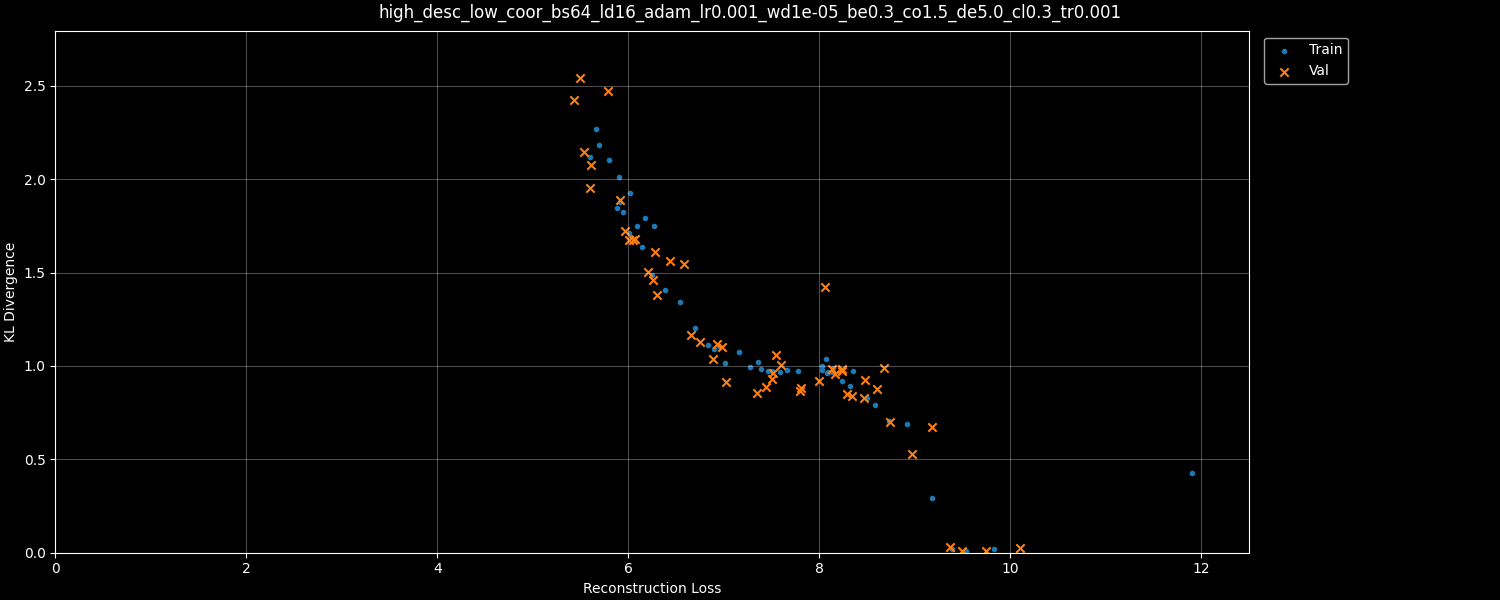 high_desc_low_coor_bs64_ld16_adam_lr0.001_wd1e-05_be0.3_co1.5_de5.0_cl0.3_tr0.001
Train
Val
2.5
2.0
1.5
1.0
0.5
0.0
KL Divergence
0 2 4 6 8 10 12
Reconstruction Loss